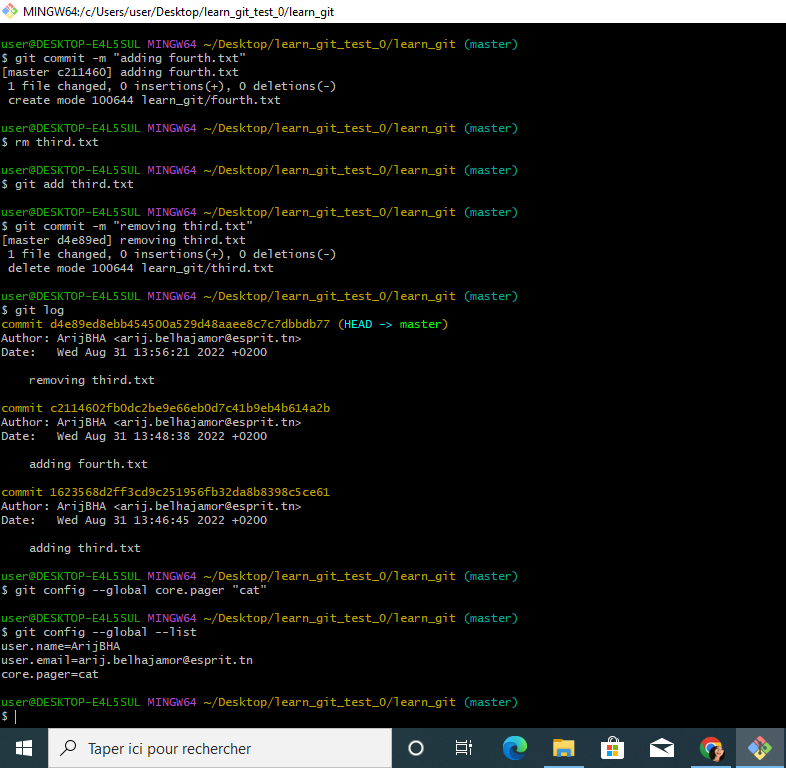 MINGW64:/c/Users/user/Desktop/learn_git_test_0/learn_git
user@DESKTOP-E4L5SUL MINGW64 ~/Desktop/learn_git_test_0/learn_git (master)
$ git commit -m "adding fourth.txt"
[master c211460] adding fourth.txt
 1 file changed, 0 insertions(+), 0 deletions(-)
 create mode 100644 learn_git/fourth.txt
user@DESKTOP-E4L5SUL MINGW64 ~/Desktop/learn_git_test_0/learn_git (master)
$ rm third.txt
user@DESKTOP-E4L5SUL MINGW64 ~/Desktop/learn_git_test_0/learn_git (master)
$ git add third.txt
user@DESKTOP-E4L5SUL MINGW64 ~/Desktop/learn_git_test_0/learn_git (master)
$ git commit -m "removing third.txt"
[master d4e89ed] removing third.txt
 1 file changed, 0 insertions(+), 0 deletions(-)
 delete mode 100644 learn_git/third.txt
user@DESKTOP-E4L5SUL MINGW64 ~/Desktop/learn_git_test_0/learn_git (master)
$ git log
commit d4e89ed8ebb454500a529d48aaee8c7c7dbbdb77 (HEAD -> master)
Author: ArijBHA <arij.belhajamor@esprit.tn>
Date:   Wed Aug 31 13:56:21 2022 +0200
    removing third.txt
commit c2114602fb0dc2be9e66eb0d7c41b9eb4b614a2b
Author: ArijBHA <arij.belhajamor@esprit.tn>
Date:   Wed Aug 31 13:48:38 2022 +0200
    adding fourth.txt
commit 1623568d2ff3cd9c251956fb32da8b8398c5ce61
Author: ArijBHA <arij.belhajamor@esprit.tn>
Date:   Wed Aug 31 13:46:45 2022 +0200
    adding third.txt
user@DESKTOP-E4L5SUL MINGW64 ~/Desktop/learn_git_test_0/learn_git (master)
$ git config --global core.pager "cat"
user@DESKTOP-E4L5SUL MINGW64 ~/Desktop/learn_git_test_0/learn_git (master)
$ git config --global --list
user.name=ArijBHA
user.email=arij.belhajamor@esprit.tn
core.pager=cat
user@DESKTOP-E4L5SUL MINGW64 ~/Desktop/learn_git_test_0/learn_git (master)
$
Taper ici pour rechercher